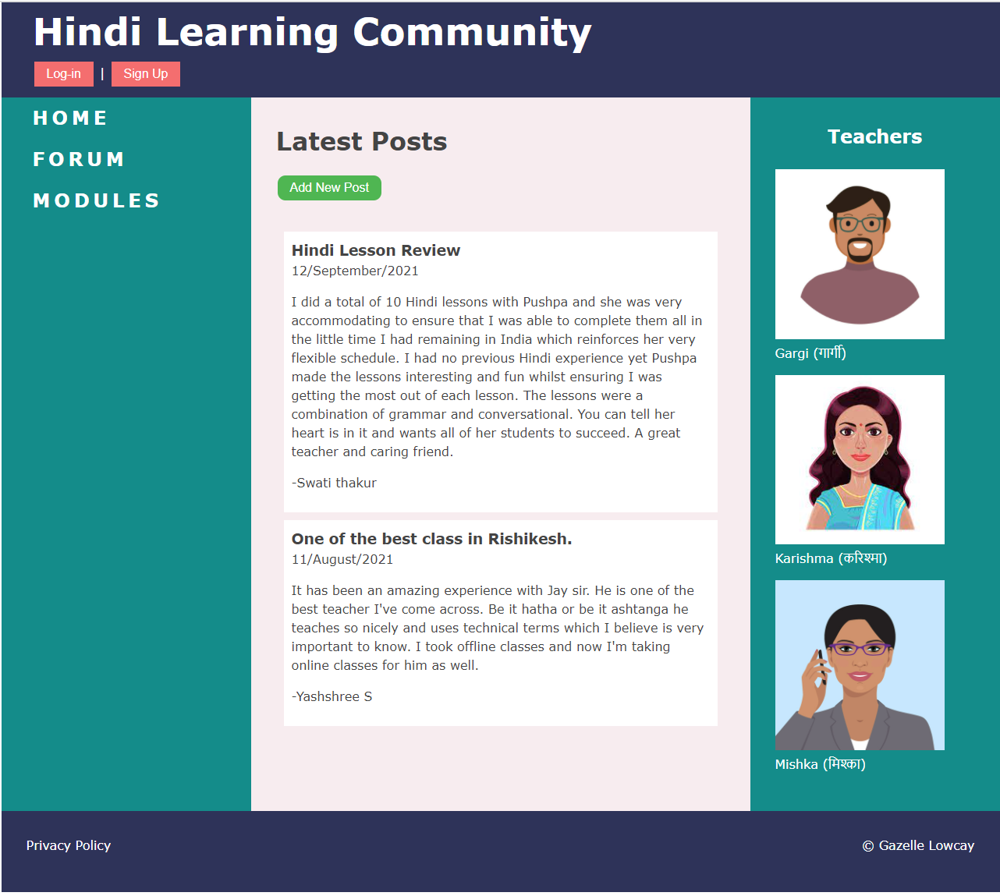 Hindi Learning Community
Log-in | Sign Up
HOME
FORUM
MODULES
Latest Posts
Add New Post
Hindi Lesson Review
12/September/2021
I did a total of 10 Hindi lessons with Pushpa and she was very
accommodating to ensure that I was able to complete them all in
the little time I had remaining in India which reinforces her very
flexible schedule. I had no previous Hindi experience yet Pushpa
made the lessons interesting and fun whilst ensuring I was
getting the most out of each lesson. The lessons were a
combination of grammar and conversational. You can tell her
heart is in it and wants all of her students to succeed. A great
teacher and caring friend.
-Swati thakur
One of the best class in Rishikesh.
11/August/2021
It has been an amazing experience with Jay sir. He is one of the
best teacher I've come across. Be it hatha or be it ashtanga he
teaches so nicely and uses technical terms which I believe is very
important to know. I took offline classes and now I'm taking
online classes for him as well.
-Yashshree S
Teachers
Gargi (गार्गी)
Karishma (करिश्मा)
Mishka (मिश्का)
Privacy Policy
© Gazelle Lowcay